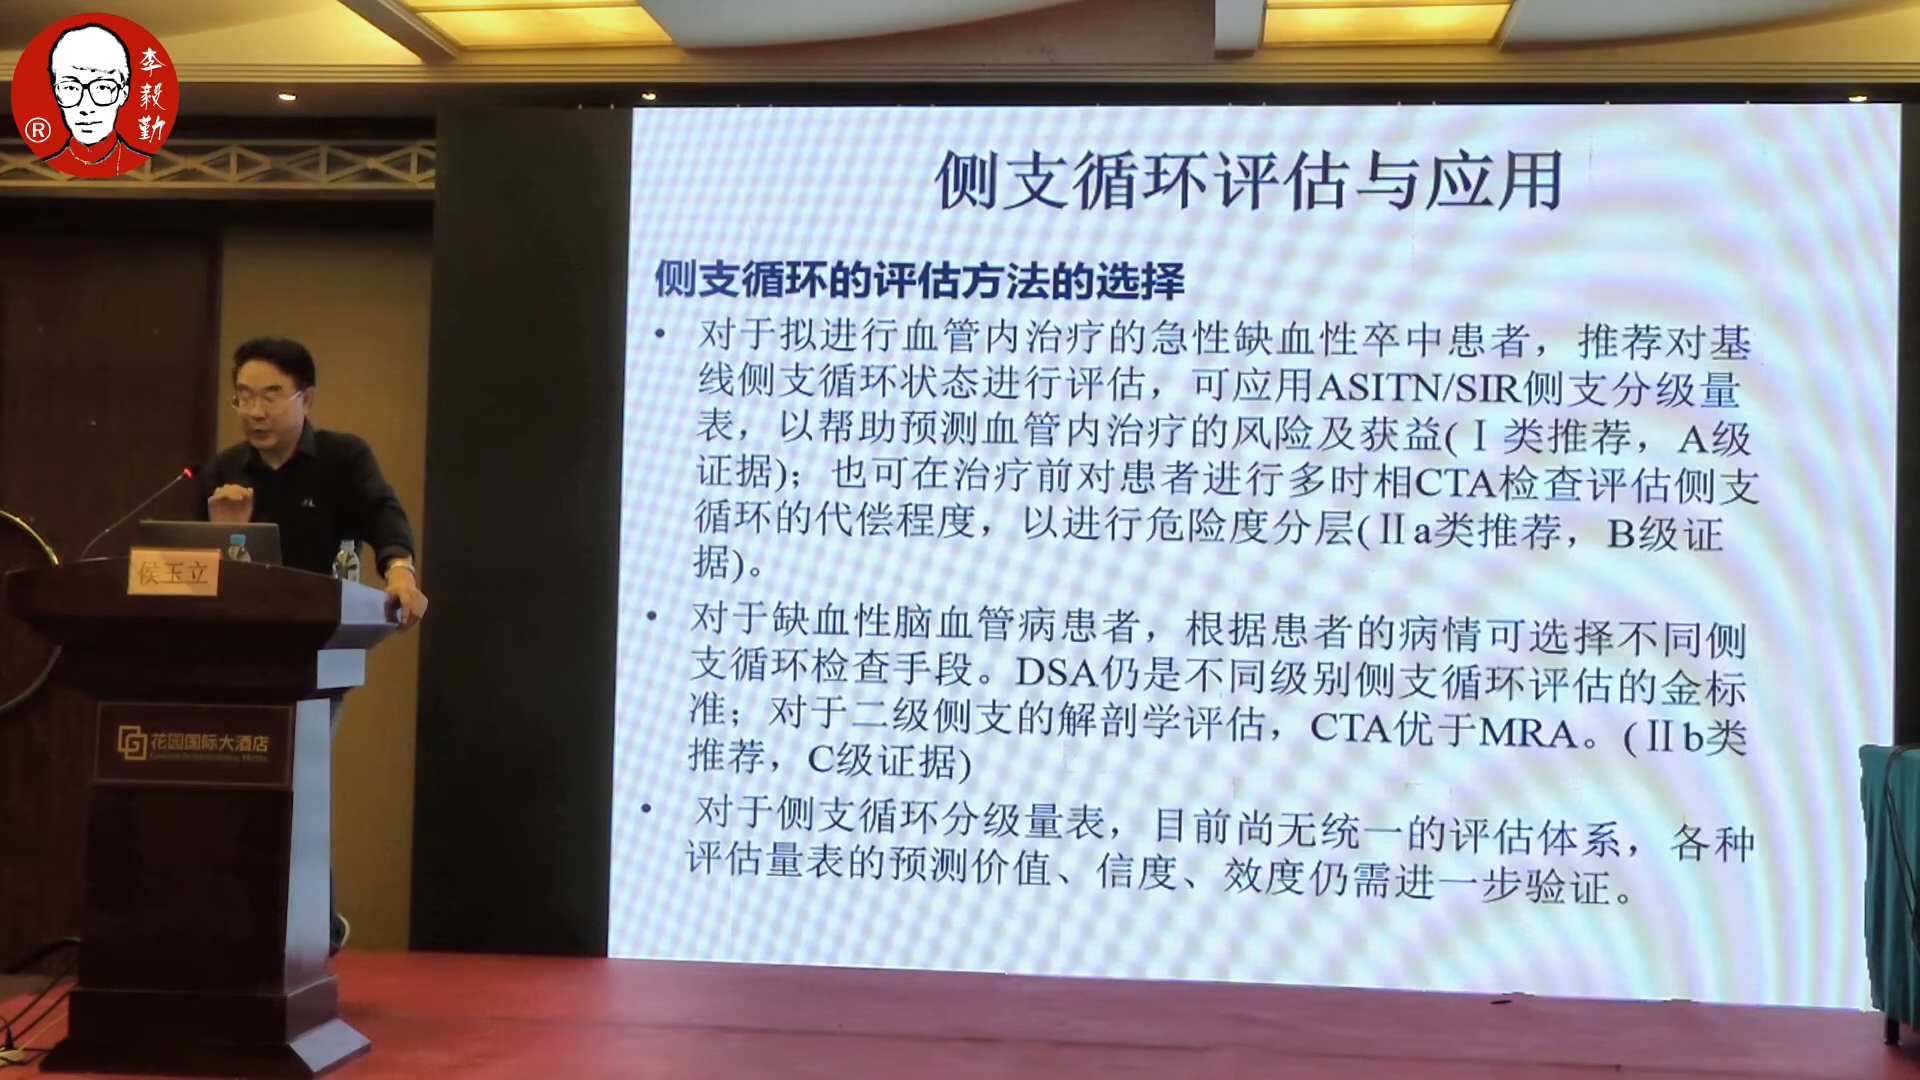 李毅勤
®
侧支循环评估与应用
侧支循环的评估方法的选择
• 对于拟进行血管内治疗的急性缺血性卒中患者，推荐对基
线侧支循环状态进行评估，可应用ASITN/SIR侧支分级量
表，以帮助预测血管内治疗的风险及获益(Ⅰ类推荐，A级
证据)；也可在治疗前对患者进行多时相CTA检查评估侧支
循环的代偿程度，以进行危险度分层(Ⅱa类推荐，B级证
据)。
• 对于缺血性脑血管病患者，根据患者的病情可选择不同侧
支循环检查手段。DSA仍是不同级别侧支循环评估的金标
准；对于二级侧支的解剖学评估，CTA优于MRA。(Ⅱb类
推荐，C级证据)
• 对于侧支循环分级量表，目前尚无统一的评估体系，各种
评估量表的预测价值、信度、效度仍需进一步验证。
侯玉立
花园国际大酒店